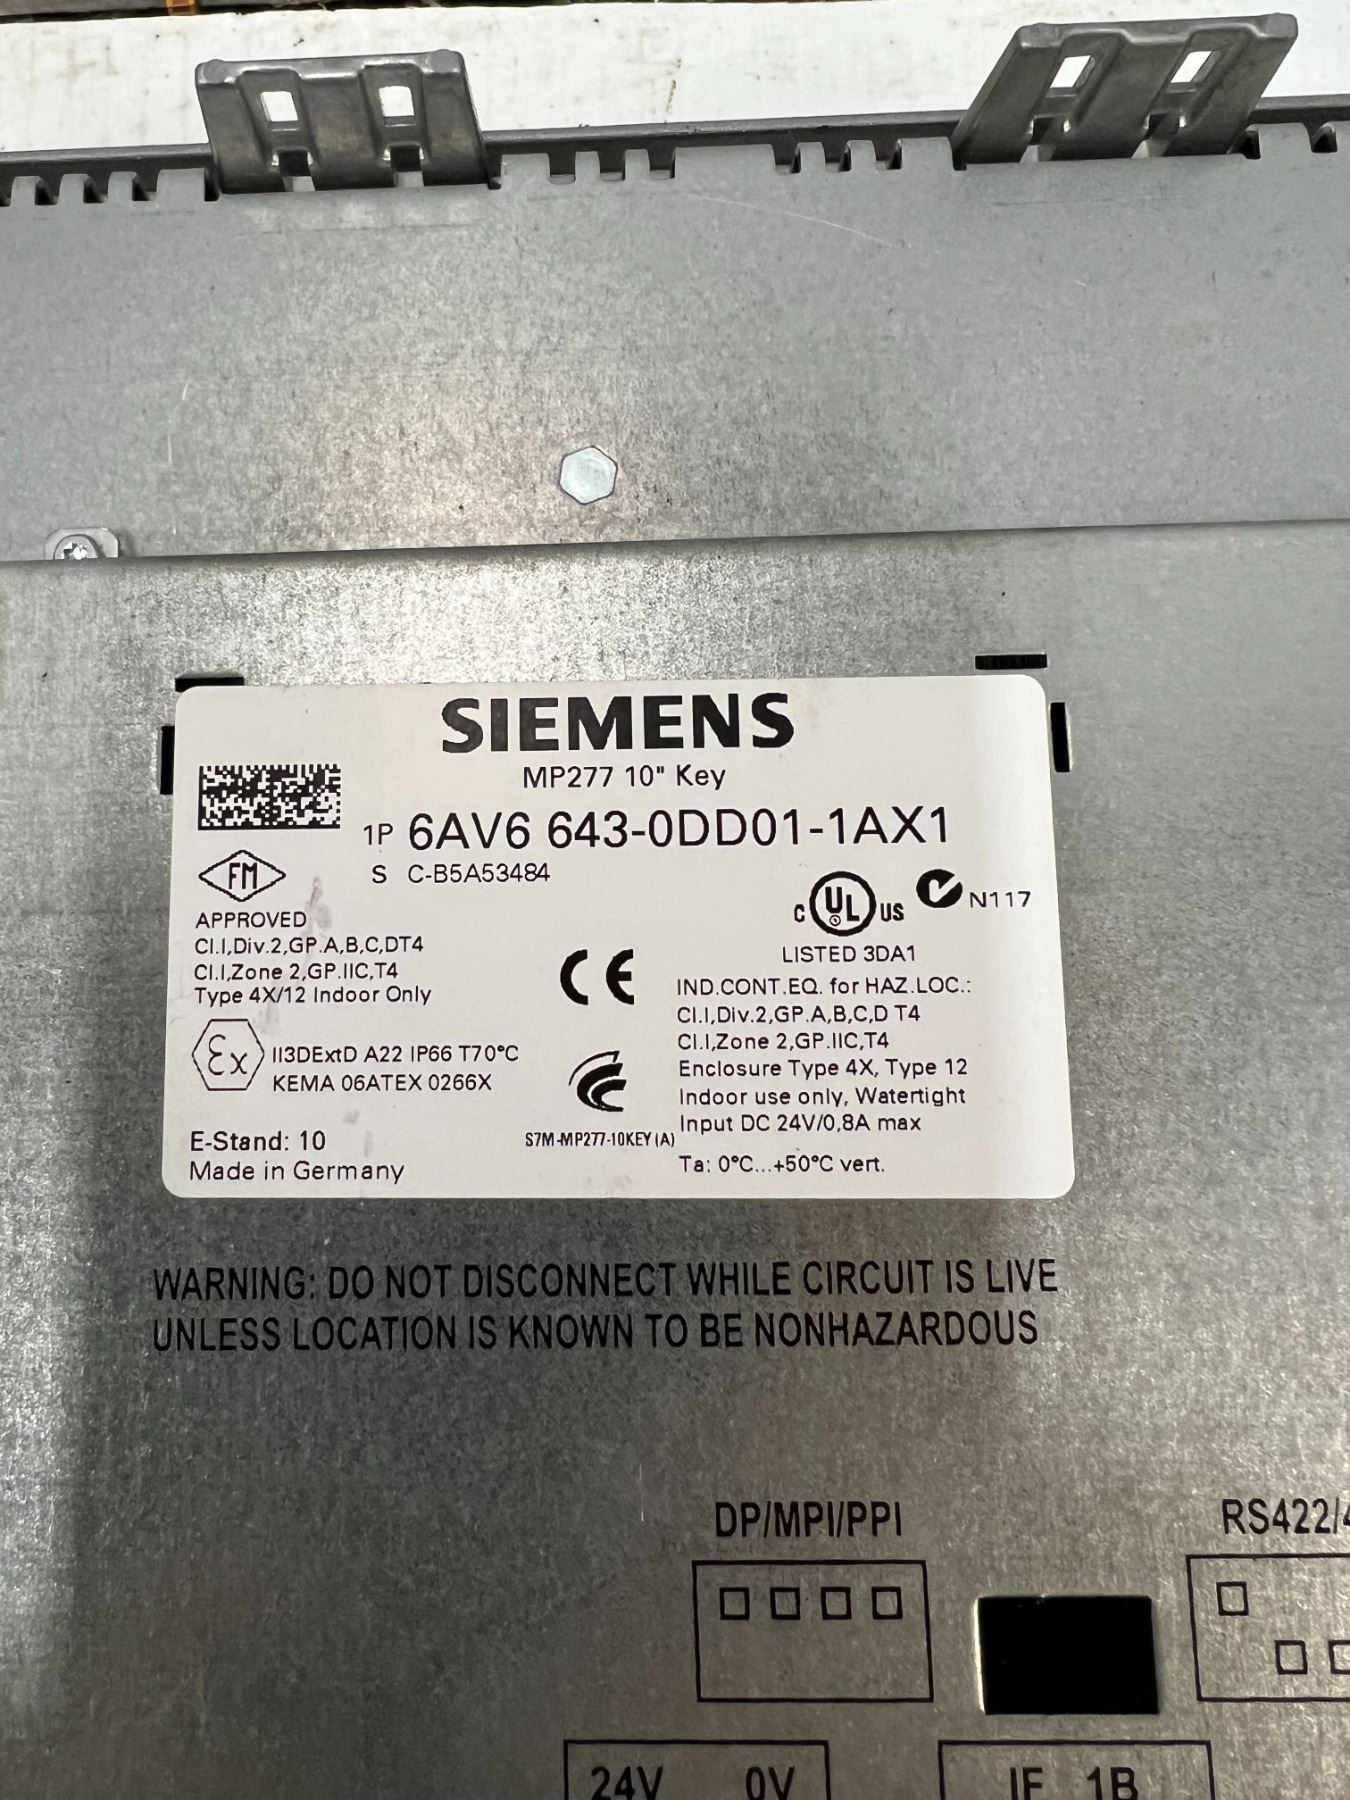 SIEMENS
MP277 10" Key
1P 6AV6 643-0DD01-1AX1
S C-B5A53484
FM
APPROVED
Cl.I,Div.2,GP.A,B,C,DT4
Cl.I,Zone 2,GP.IIC,T4
Type 4X/12 Indoor Only
Ex
II3DExtD A22 IP66 T70°C
KEMA 06ATEX 0266X
E-Stand: 10
Made in Germany
CE
S7M-MP277-10KEY(A)
C UL US
N117
LISTED 3DA1
IND.CONT.EQ. for HAZ.LOC.:
Cl.I,Div.2,GP.A,B,C,D T4
Cl.I,Zone 2,GP.IIC,T4
Enclosure Type 4X, Type 12
Indoor use only, Watertight
Input DC 24V/0,8A max
Ta: 0°C...+50°C vert.
WARNING: DO NOT DISCONNECT WHILE CIRCUIT IS LIVE
UNLESS LOCATION IS KNOWN TO BE NONHAZARDOUS
DP/MPI/PPI
RS422/4
24V 0V
IF 1B